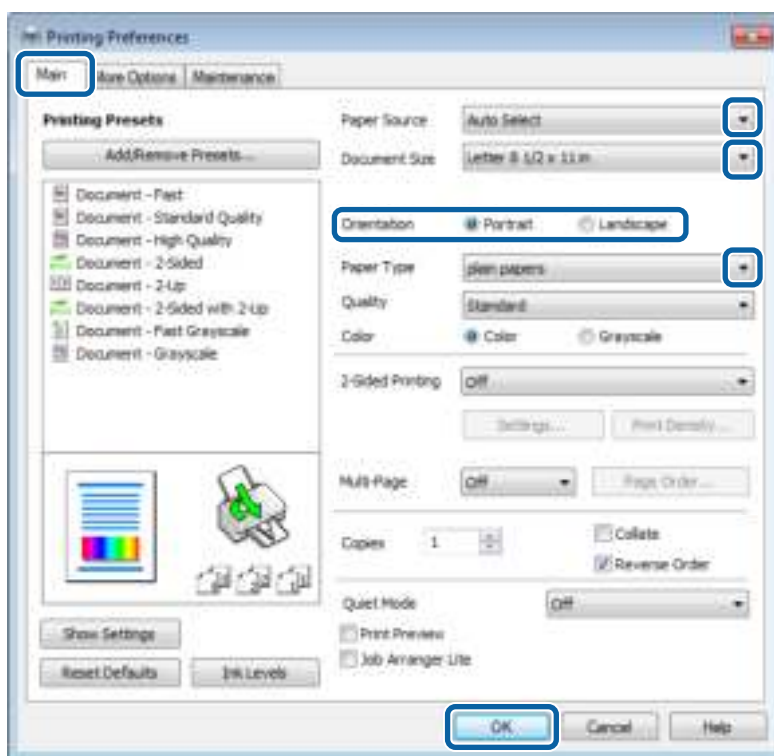 Printing Preferences
Main More Options Maintenance
Printing Presets
Add/Remove Presets...
Document - Fast
Document - Standard Quality
Document - High Quality
Document - 2-Sided
Document - 2-Up
Document - 2-Sided with 2-Up
Document - Fast Grayscale
Document - Grayscale
Show Settings
Reset Defaults Ink Levels
Paper Source Auto Select
Document Size Letter 8 1/2 x 11 in
Orientation Portrait Landscape
Paper Type plain papers
Quality Standard
Color Color Grayscale
2-Sided Printing Off
Settings... Print Density...
Multi-Page Off Page Order...
Copies 1 Collate
Reverse Order
Quiet Mode Off
Print Preview
Job Arranger Lite
OK Cancel Help